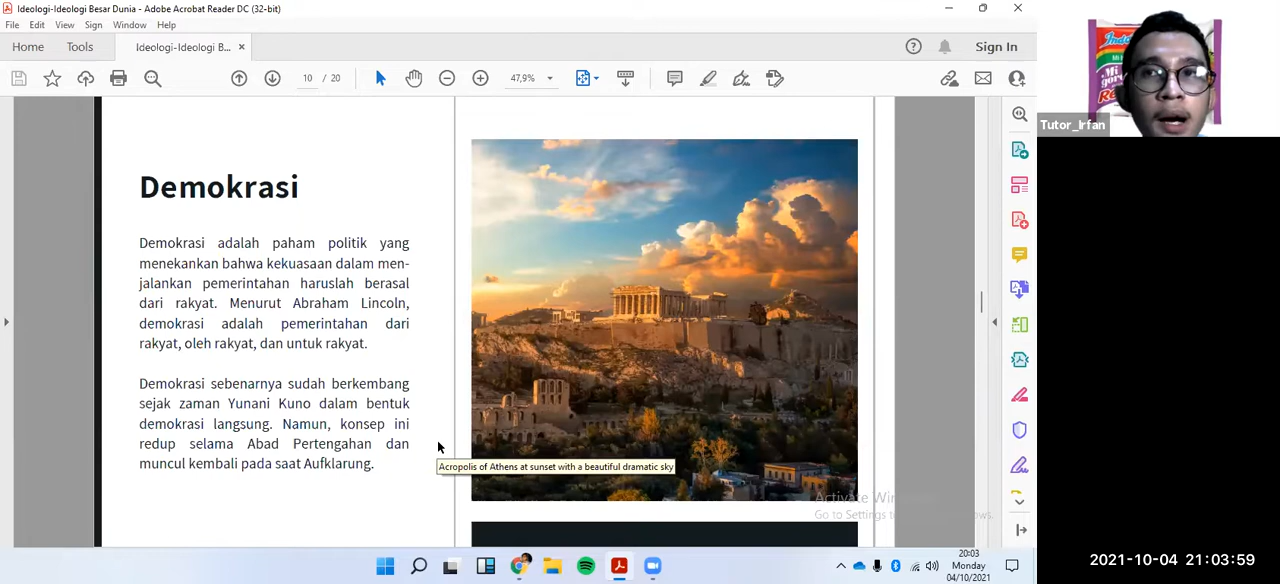 Ideologi-Ideologi Besar Dunia - Adobe Acrobat Reader DC (32-bit)
File Edit View Sign Window Help
Home Tools Ideologi-Ideologi B... ×
Sign In
10 / 20
47,9%
Demokrasi
Demokrasi adalah paham politik yang
menekankan bahwa kekuasaan dalam men-
jalankan pemerintahan haruslah berasal
dari rakyat. Menurut Abraham Lincoln,
demokrasi adalah pemerintahan dari
rakyat, oleh rakyat, dan untuk rakyat.
Demokrasi sebenarnya sudah berkembang
sejak zaman Yunani Kuno dalam bentuk
demokrasi langsung. Namun, konsep ini
redup selama Abad Pertengahan dan
muncul kembali pada saat Aufklarung.
Acropolis of Athens at sunset with a beautiful dramatic sky
Activate Win
Go to Settings t
Tutor_Irfan
20:03
Monday
04/10/2021
2021-10-04 21:03:59